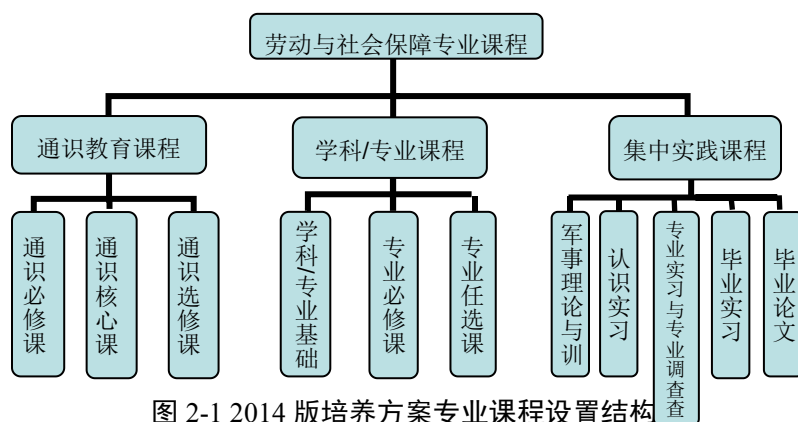 劳动与社会保障专业课程
通识教育课程
学科/专业课程
集中实践课程
通识必修课
通识核心课
通识选修课
学科/专业基础
专业必修课
专业任选课
军事理论与训
认识实习
专业实习与专业调查查
毕业实习
毕业论文
图 2-1 2014 版培养方案专业课程设置结构